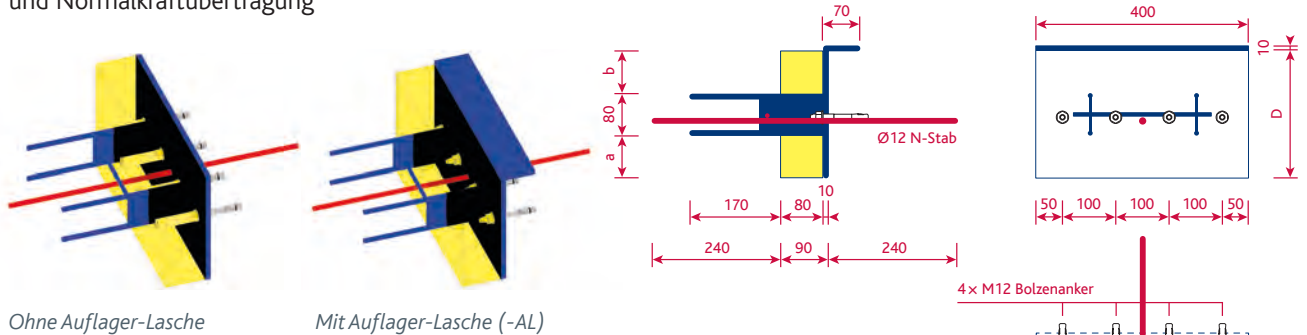 und Normalkraftübertragung
70
b
80
a
Ø12 N-Stab
10
170
80
240
90
240
400
10
D
50
100
100
100
50
4× M12 Bolzenanker
Ohne Auflager-Lasche
Mit Auflager-Lasche (-AL)